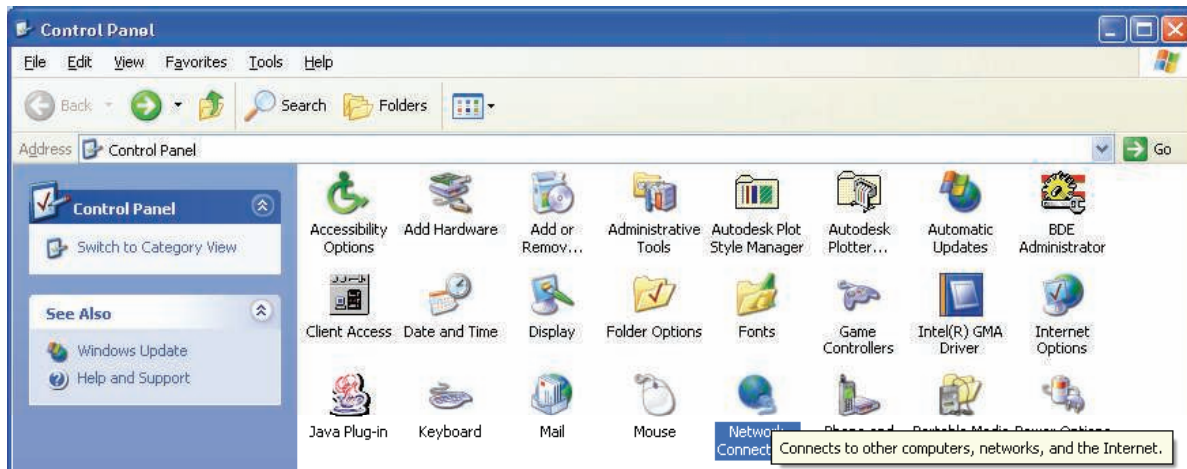 Control Panel
File Edit View Favorites Tools Help
Back Search Folders
Address Control Panel Go
Control Panel
Switch to Category View
See Also
Windows Update
Help and Support
Accessibility Options
Add Hardware
Add or Remov...
Administrative Tools
Autodesk Plot Style Manager
Autodesk Plotter...
Automatic Updates
BDE Administrator
Client Access
Date and Time
Display
Folder Options
Fonts
Game Controllers
Intel(R) GMA Driver
Internet Options
Java Plug-in
Keyboard
Mail
Mouse
Network
Connects to other computers, networks, and the Internet.